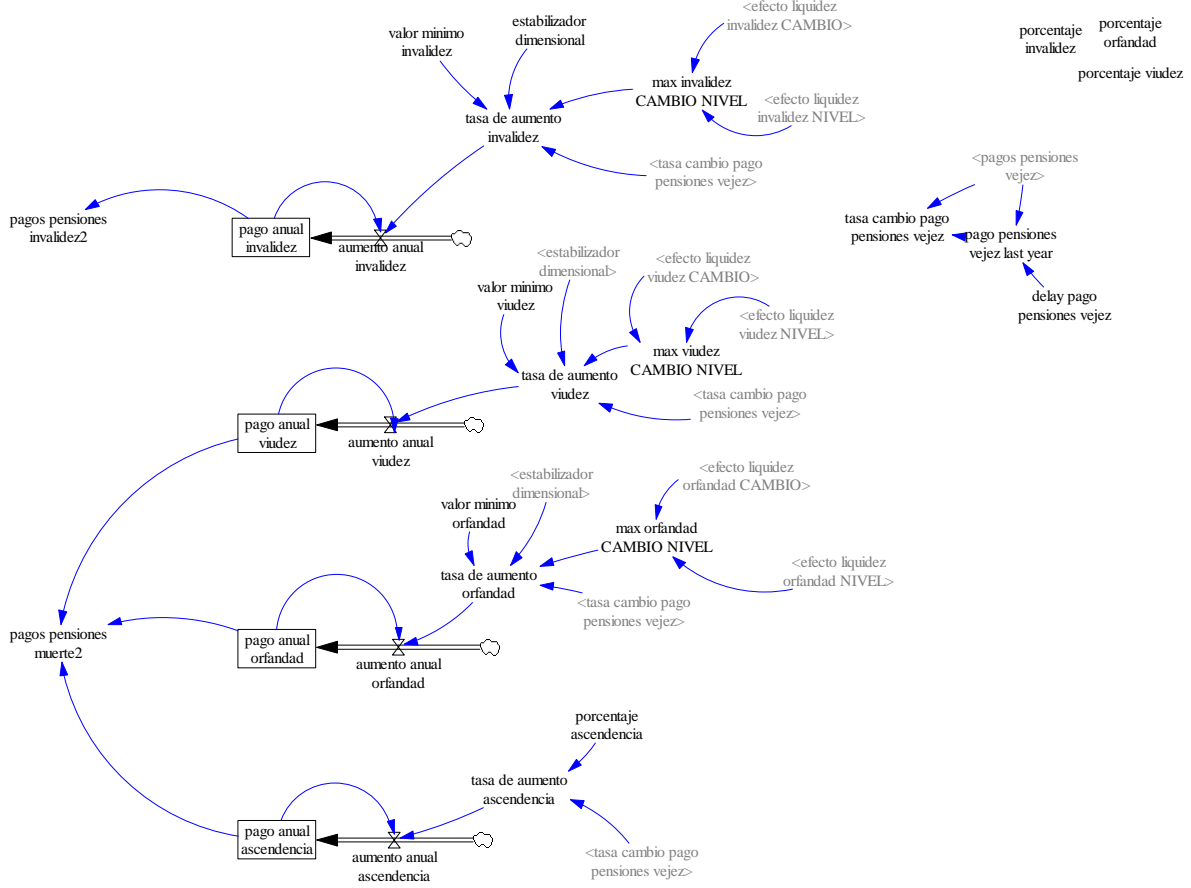 <efecto liquidez
invalidez CAMBIO>
valor minimo
invalidez
estabilizador
dimensional
porcentaje
invalidez
porcentaje
orfandad
porcentaje viudez
max invalidez
CAMBIO NIVEL
<efecto liquidez
invalidez NIVEL>
tasa de aumento
invalidez
<tasa cambio pago
pensiones vejez>
<pagos pensiones
vejez>
pagos pensiones
invalidez2
pago anual
invalidez
aumento anual
invalidez
tasa cambio pago
pensiones vejez
pago pensiones
vejez last year
delay pago
pensiones vejez
<estabilizador
dimensional>
<efecto liquidez
viudez CAMBIO>
valor minimo
viudez
<efecto liquidez
viudez NIVEL>
max viudez
CAMBIO NIVEL
tasa de aumento
viudez
<tasa cambio pago
pensiones vejez>
pago anual
viudez
aumento anual
viudez
<estabilizador
dimensional>
<efecto liquidez
orfandad CAMBIO>
valor minimo
orfandad
max orfandad
CAMBIO NIVEL
<efecto liquidez
orfandad NIVEL>
tasa de aumento
orfandad
<tasa cambio pago
pensiones vejez>
pagos pensiones
muerte2
pago anual
orfandad
aumento anual
orfandad
porcentaje
ascendencia
tasa de aumento
ascendencia
pago anual
ascendencia
aumento anual
ascendencia
<tasa cambio pago
pensiones vejez>